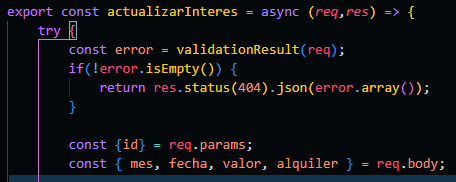 export const actualizarInteres = async (req,res) => {
try {
const error = validationResult(req);
if(!error.isEmpty()) {
return res.status(404).json(error.array());
}
const {id} = req.params;
const { mes, fecha, valor, alquiler } = req.body;